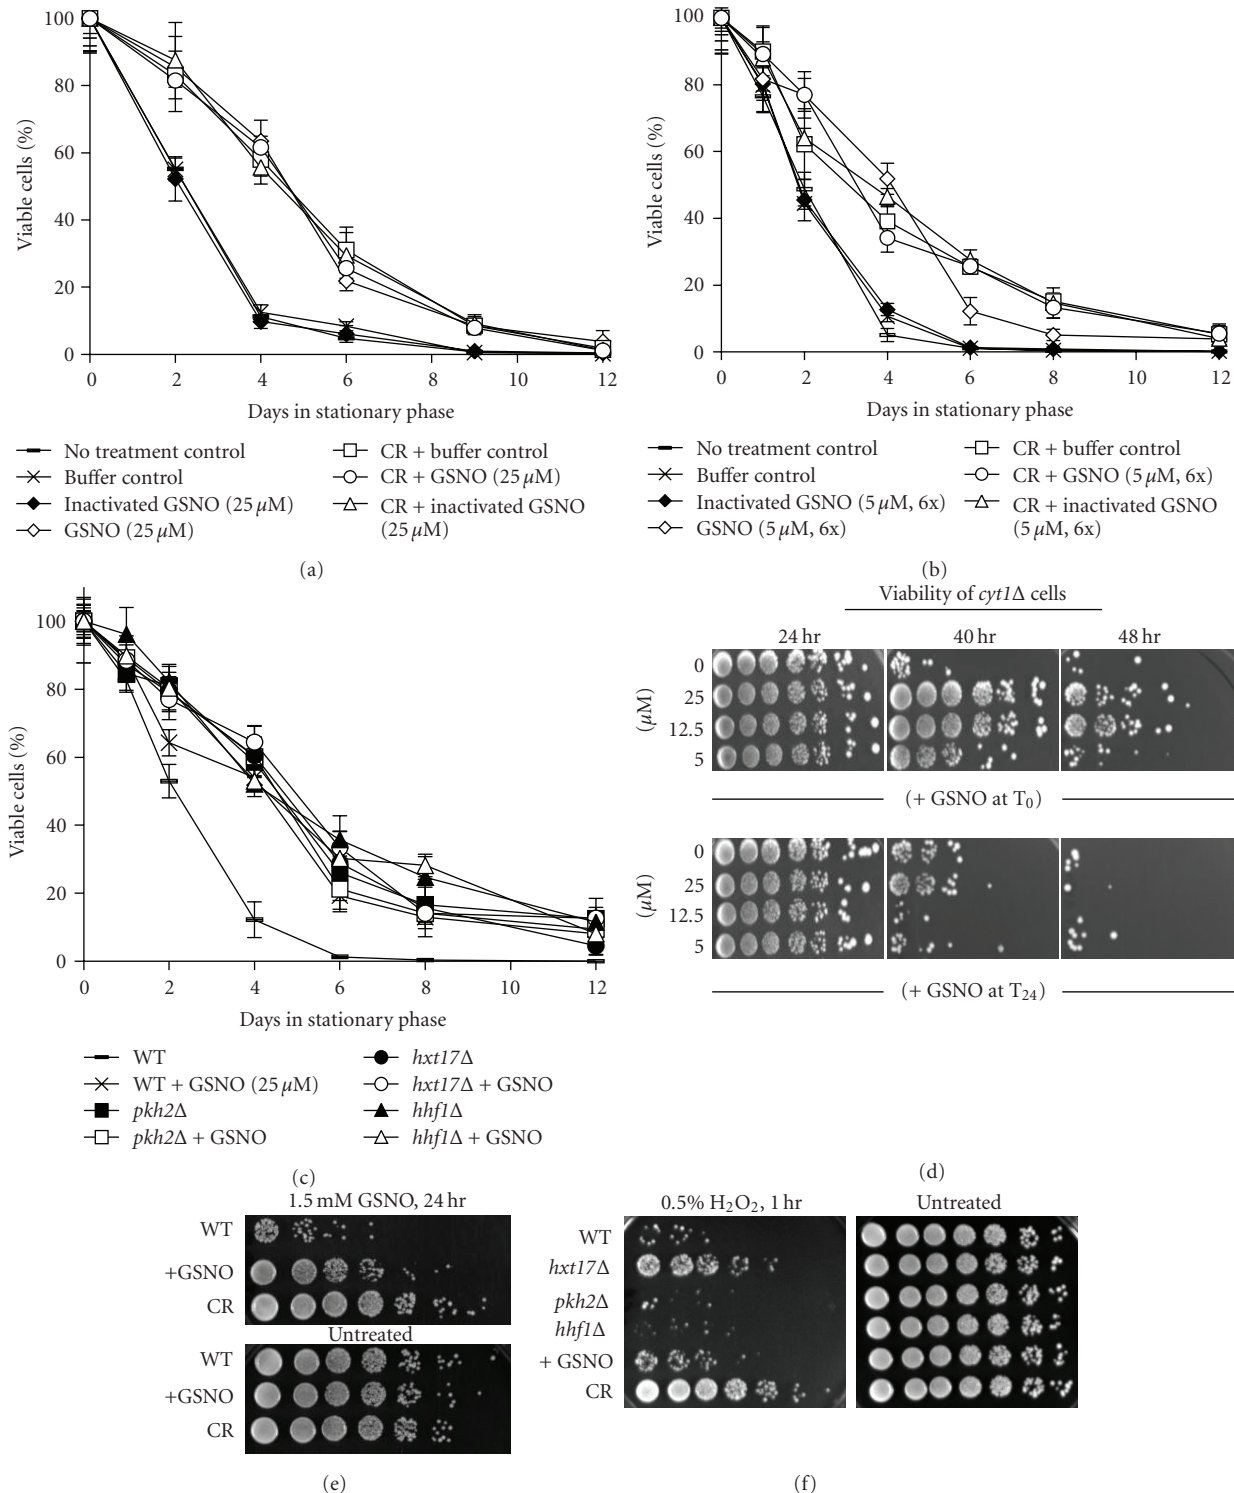 100
80
60
40
20
0
Viable cells (%)
0 2 4 6 8 10 12
Days in stationary phase
No treatment control
Buffer control
Inactivated GSNO (25 μM)
GSNO (25 μM)
CR + buffer control
CR + GSNO (25 μM)
CR + inactivated GSNO
(25 μM)
(a)
100
80
60
40
20
0
Viable cells (%)
0 2 4 6 8 10 12
Days in stationary phase
No treatment control
Buffer control
Inactivated GSNO (5 μM, 6x)
GSNO (5 μM, 6x)
CR + buffer control
CR + GSNO (5 μM, 6x)
CR + inactivated GSNO
(5 μM, 6x)
(b)
100
80
60
40
20
0
Viable cells (%)
0 2 4 6 8 10 12
Days in stationary phase
WT
WT + GSNO (25 μM)
pkh2Δ
pkh2Δ + GSNO
hxt17Δ
hxt17Δ + GSNO
hhf1Δ
hhf1Δ + GSNO
(c)
Viability of cyt1Δ cells
24 hr 40 hr 48 hr
0
25
12.5
5
(μM)
(+ GSNO at T₀)
0
25
12.5
5
(μM)
(+ GSNO at T₂₄)
(d)
1.5 mM GSNO, 24 hr
WT
+GSNO
CR
Untreated
WT
+GSNO
CR
(e)
0.5% H₂O₂, 1 hr Untreated
WT
hxt17Δ
pkh2Δ
hhf1Δ
+ GSNO
CR
(f)